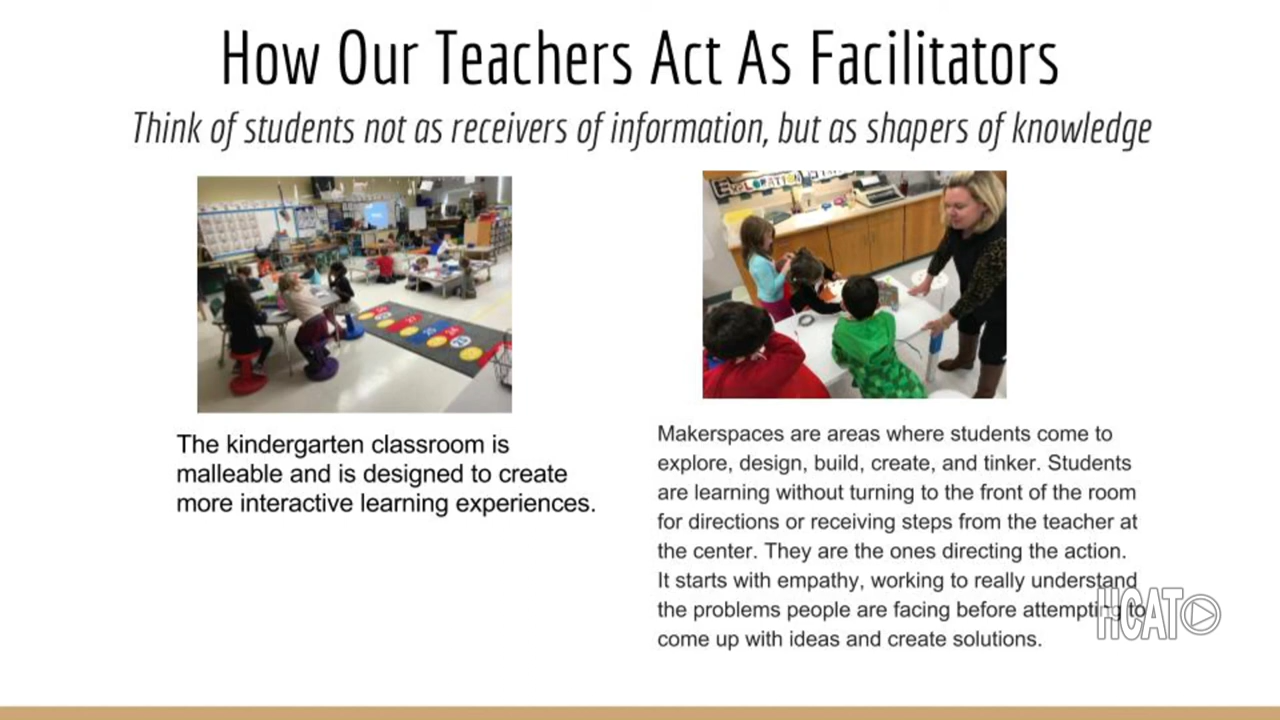 How Our Teachers Act As Facilitators
Think of students not as receivers of information, but as shapers of knowledge
EXPLORATION
The kindergarten classroom is
malleable and is designed to create
more interactive learning experiences.
Makerspaces are areas where students come to
explore, design, build, create, and tinker. Students
are learning without turning to the front of the room
for directions or receiving steps from the teacher at
the center. They are the ones directing the action.
It starts with empathy, working to really understand
the problems people are facing before attempting to
come up with ideas and create solutions.
HCAT